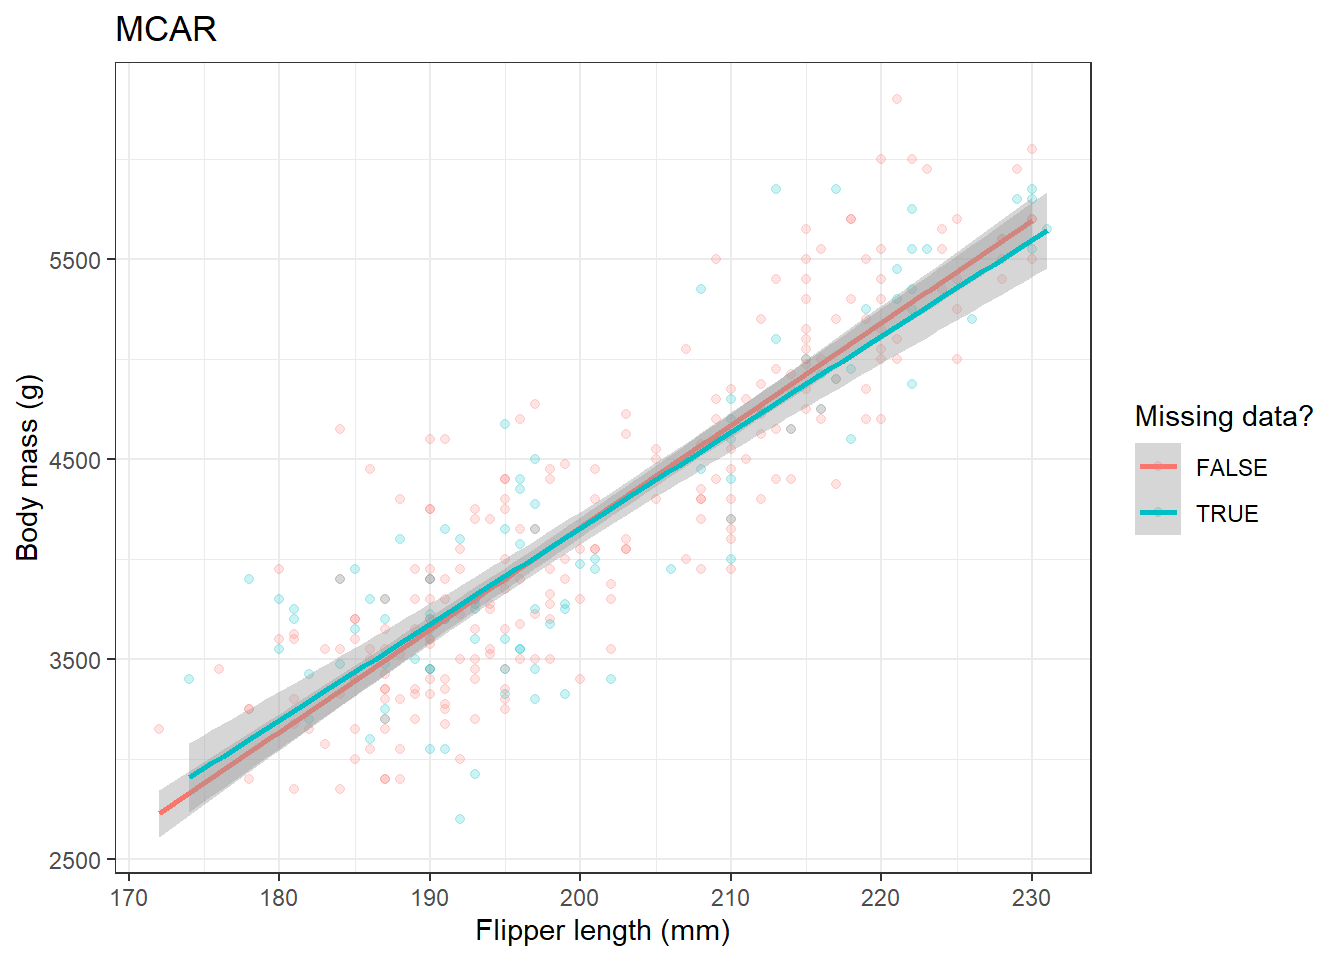 MCAR
Body mass (g)
5500
4500
3500
2500
170 180 190 200 210 220 230
Flipper length (mm)
Missing data?
FALSE
TRUE